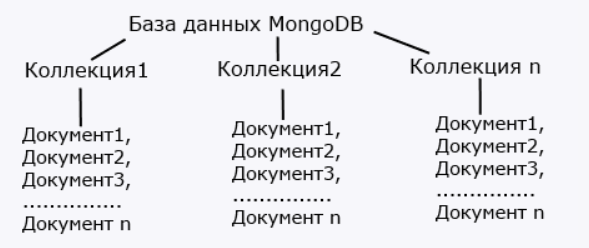 База данных MongoDB
Коллекция1
Коллекция2
Коллекция n
Документ1,
Документ2,
Документ3,
...............
Документ n
Документ1,
Документ2,
Документ3,
...............
Документ n
Документ1,
Документ2,
Документ3,
...............
Документ n